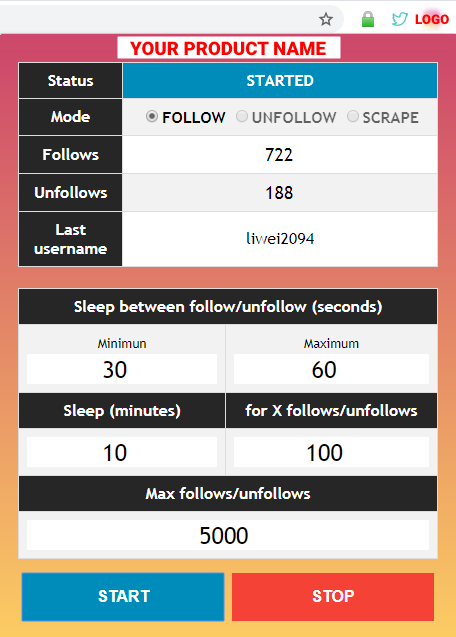 LOGO
YOUR PRODUCT NAME
Status STARTED
Mode FOLLOW UNFOLLOW SCRAPE
Follows 722
Unfollows 188
Last username liwei2094
Sleep between follow/unfollow (seconds)
Minimun Maximum
30 60
Sleep (minutes) for X follows/unfollows
10 100
Max follows/unfollows
5000
START STOP